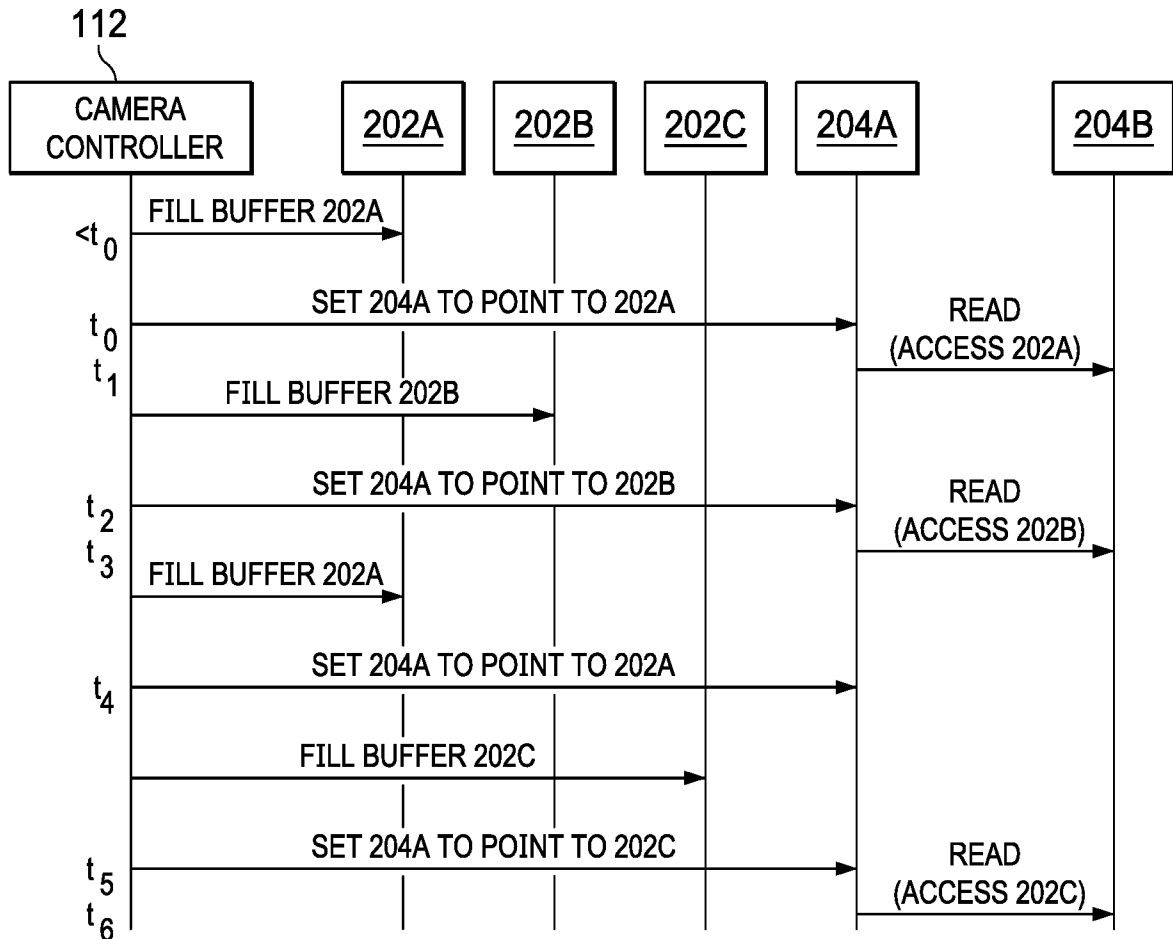 112
CAMERA
CONTROLLER
202A
202B
202C
204A
204B
FILL BUFFER 202A
<t0
SET 204A TO POINT TO 202A
t0
READ
(ACCESS 202A)
t1
FILL BUFFER 202B
SET 204A TO POINT TO 202B
t2
READ
(ACCESS 202B)
t3
FILL BUFFER 202A
SET 204A TO POINT TO 202A
t4
FILL BUFFER 202C
SET 204A TO POINT TO 202C
t5
READ
(ACCESS 202C)
t6